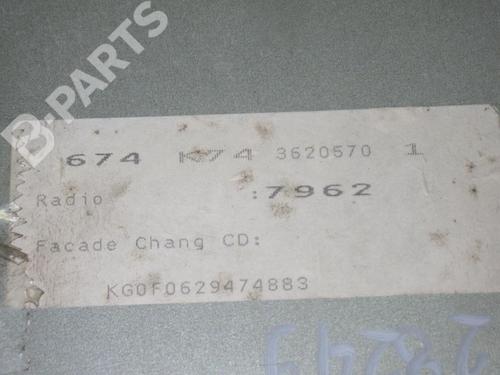 B-PARTS
674 K74 3620570 1
Radio :7962
Facade Chang CD:
KG0F0629474883